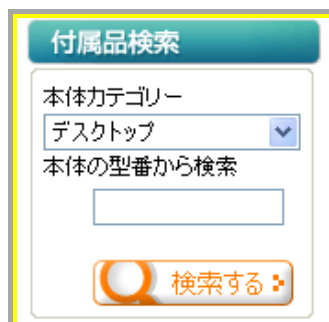 付属品検索
本体カテゴリー
デスクトップ
本体の型番から検索
検索する